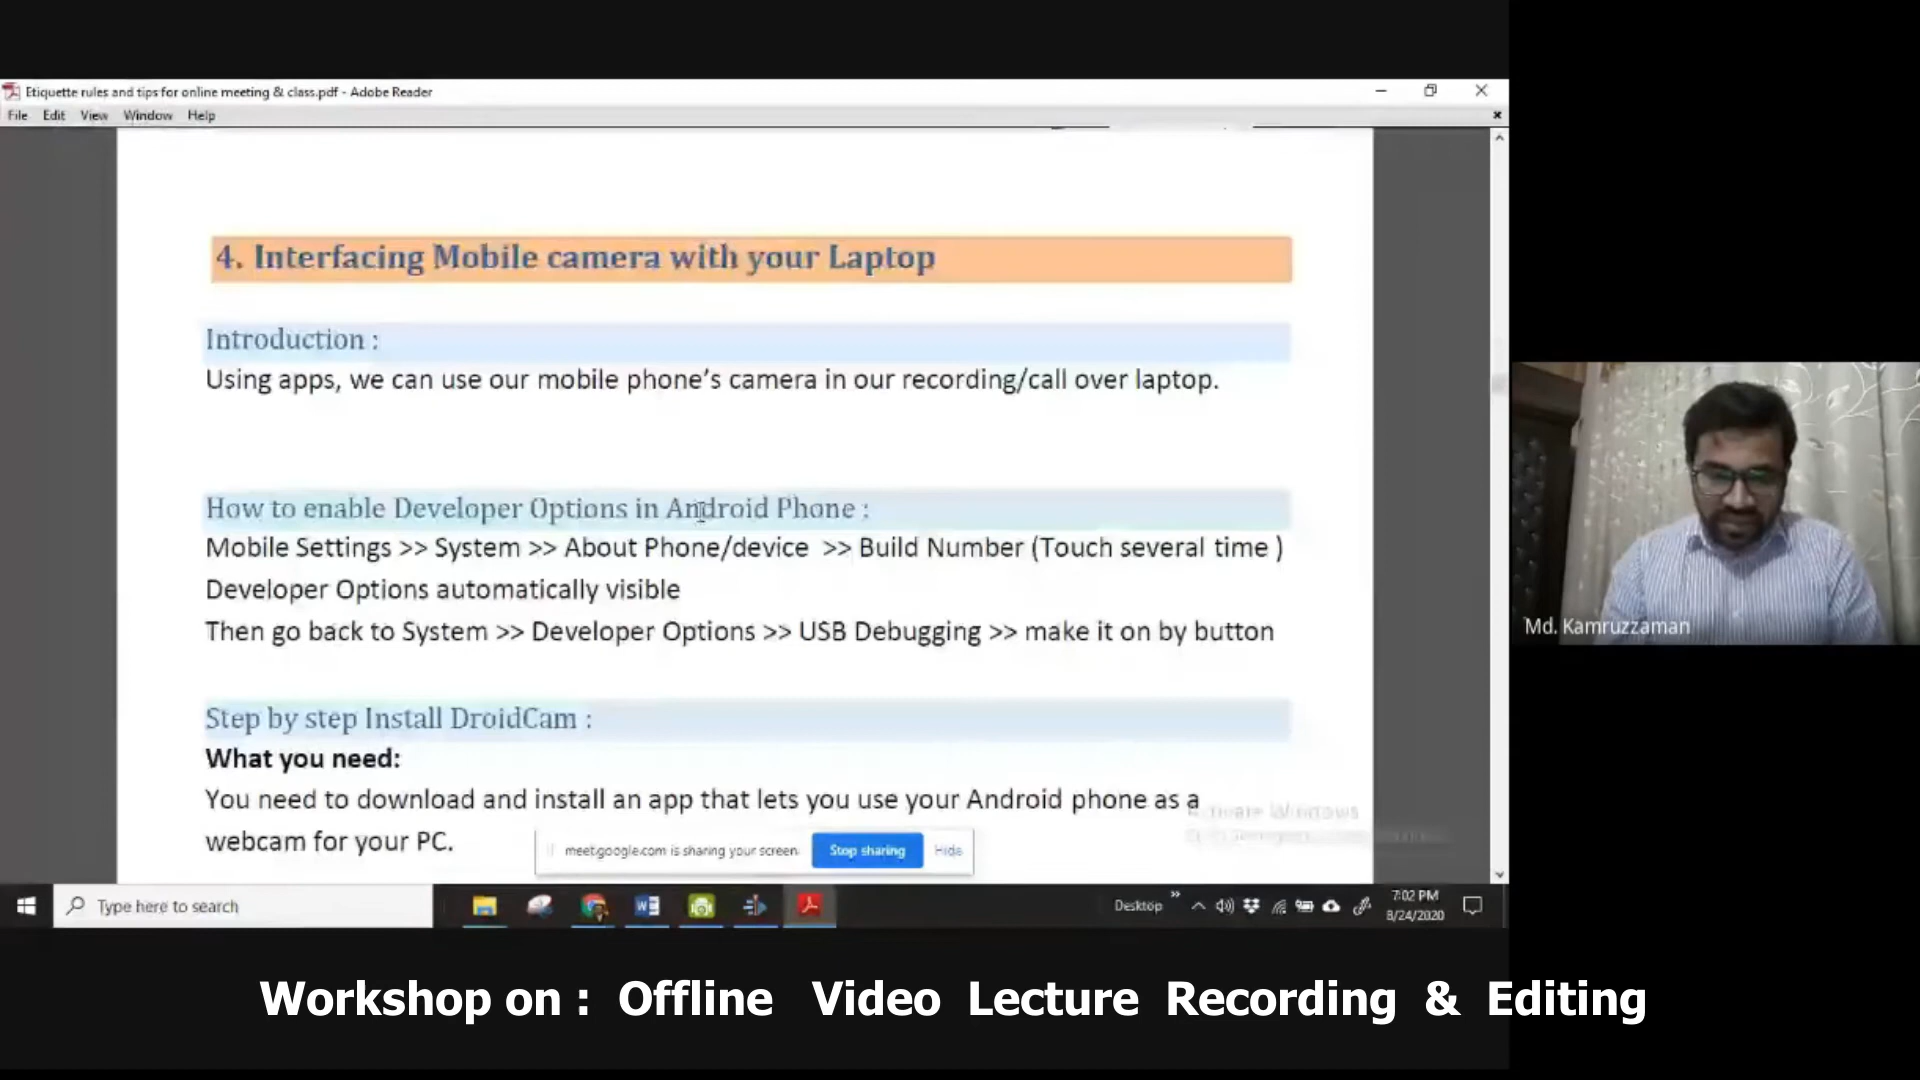 Etiquette rules and tips for online meeting & class.pdf - Adobe Reader
File Edit View Window Help
4. Interfacing Mobile camera with your Laptop
Introduction :
Using apps, we can use our mobile phone's camera in our recording/call over laptop.
How to enable Developer Options in Android Phone :
Mobile Settings >> System >> About Phone/device >> Build Number (Touch several time )
Developer Options automatically visible
Then go back to System >> Developer Options >> USB Debugging >> make it on by button
Step by step Install DroidCam :
What you need:
You need to download and install an app that lets you use your Android phone as a
webcam for your PC.
Activate Windows
meet.google.com is sharing your screen. Stop sharing Hide
Type here to search
Desktop
7:02 PM
8/24/2020
Md. Kamruzzaman
Workshop on : Offline Video Lecture Recording & Editing